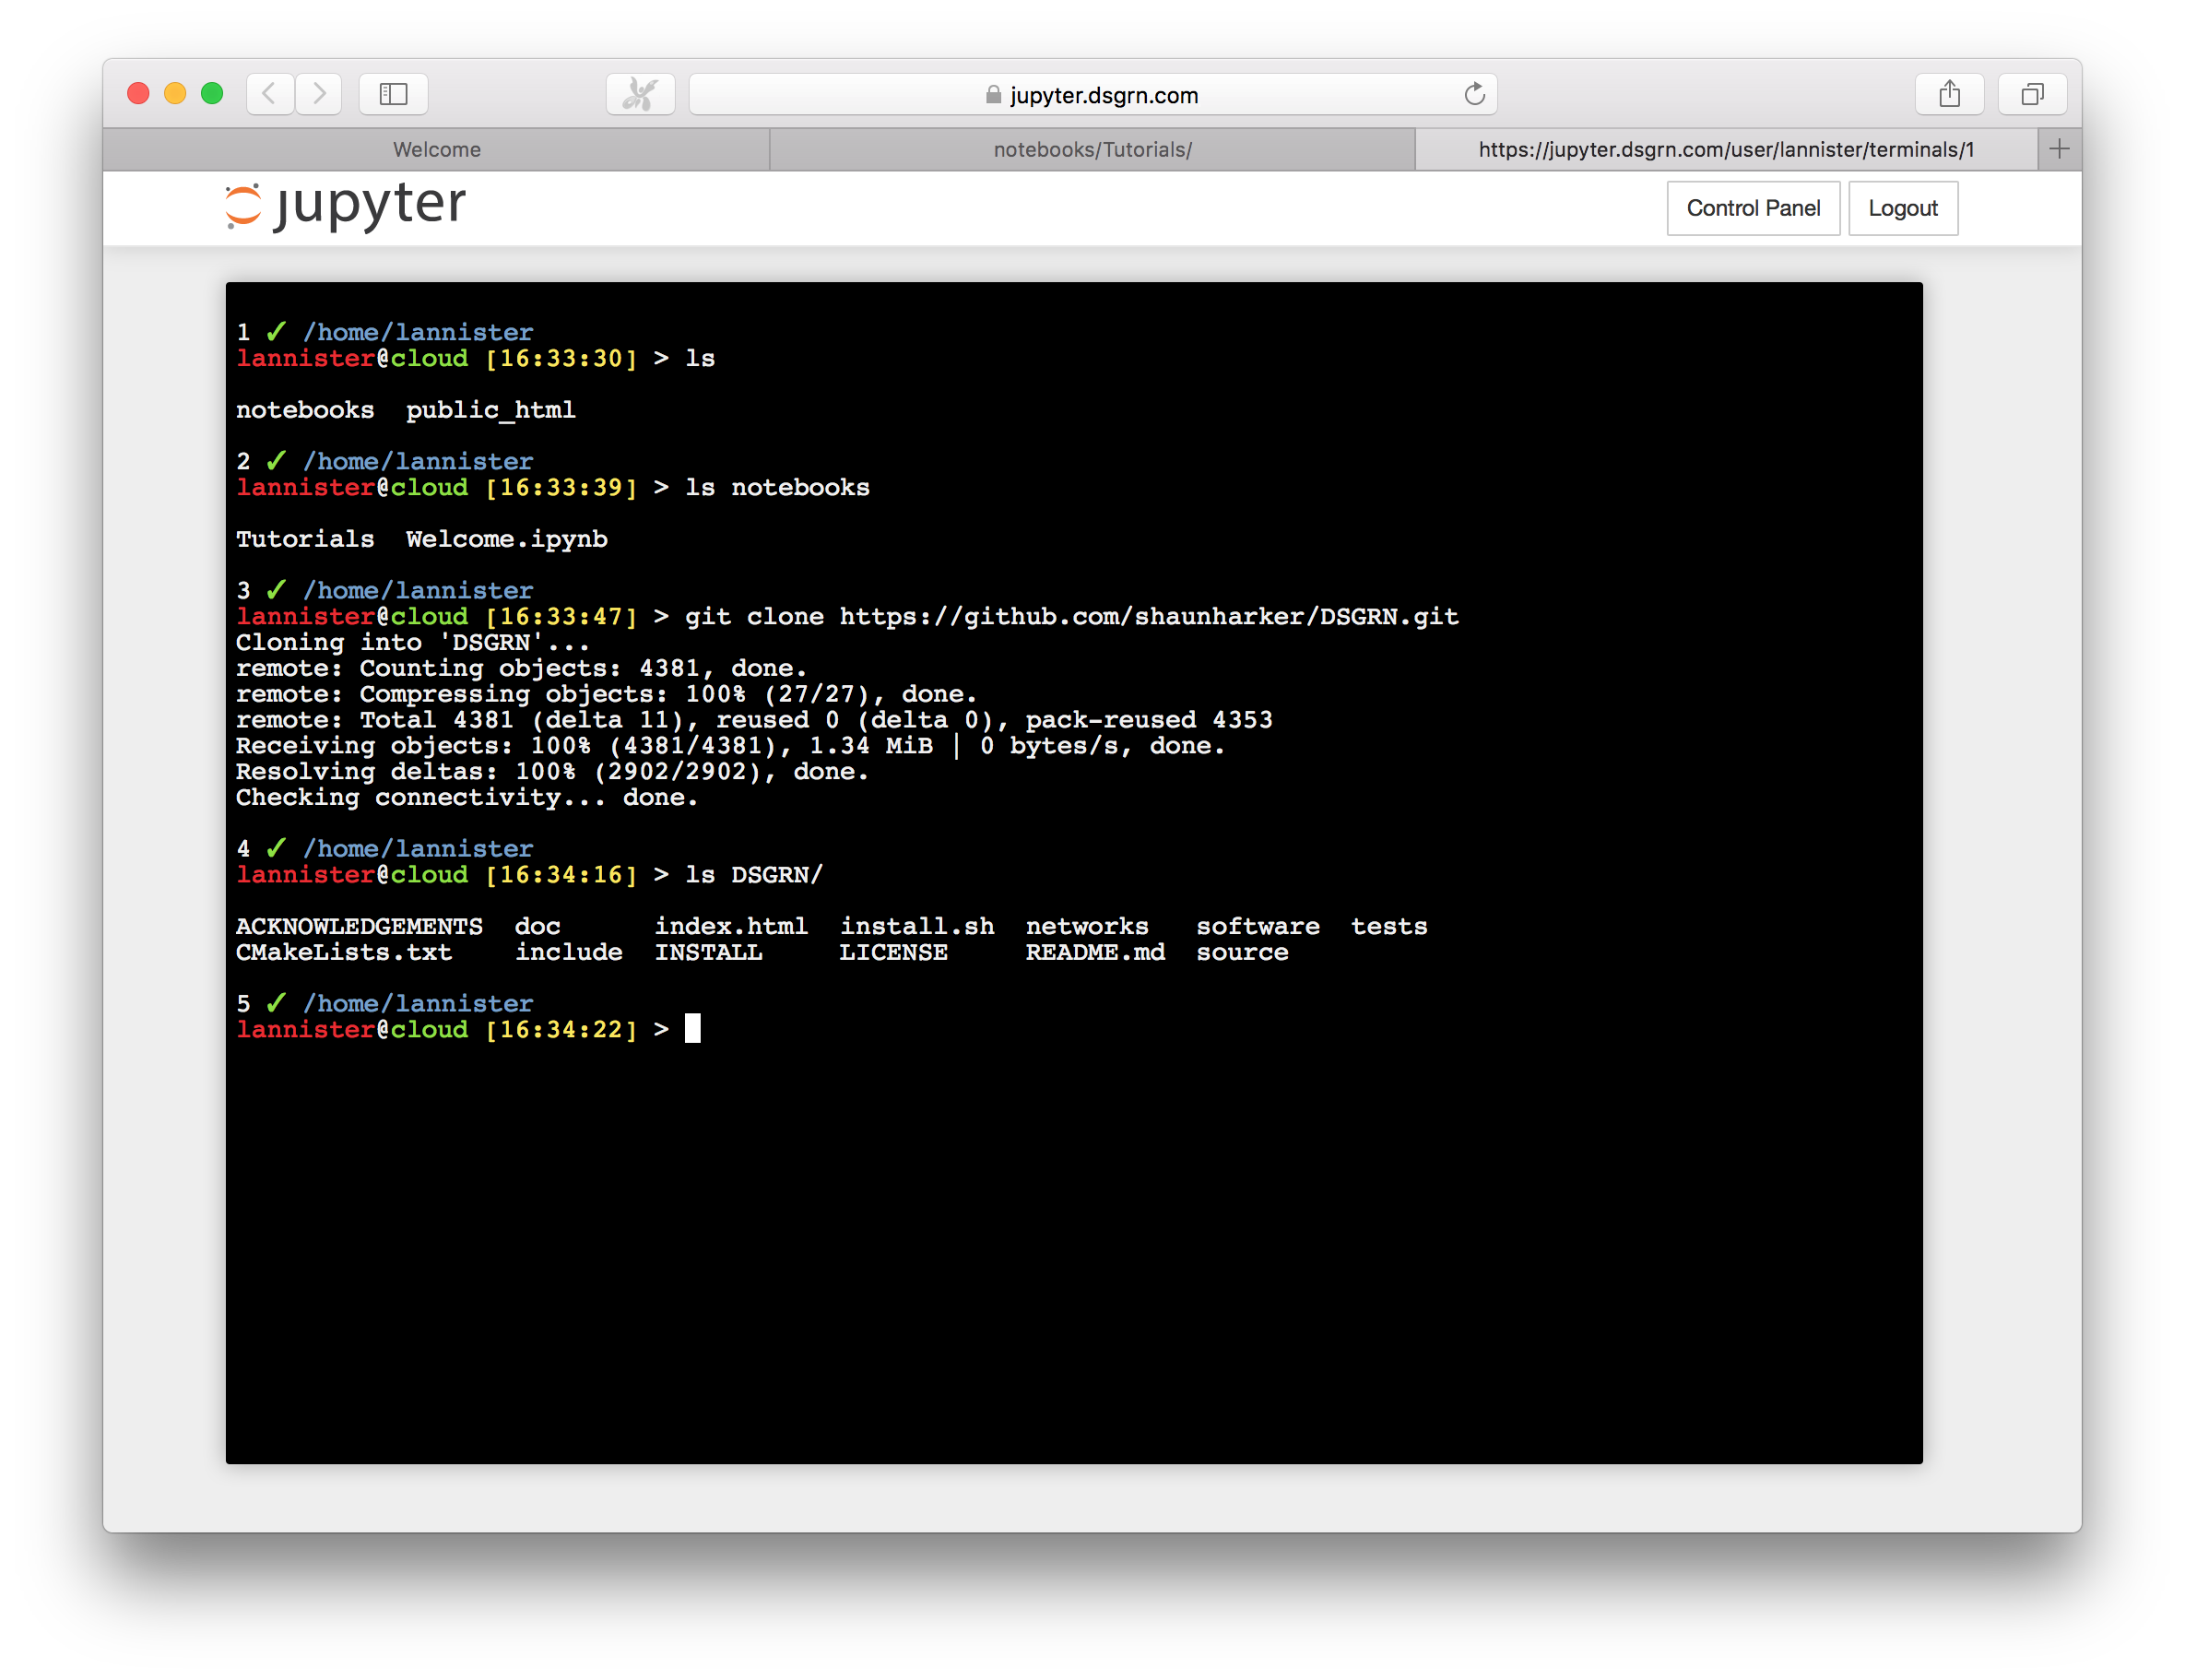 jupyter.dsgrn.com
Welcome
notebooks/Tutorials/
https://jupyter.dsgrn.com/user/lannister/terminals/1
jupyter
Control Panel
Logout
1 ✓ /home/lannister
lannister@cloud [16:33:30] > ls
notebooks  public_html
2 ✓ /home/lannister
lannister@cloud [16:33:39] > ls notebooks
Tutorials  Welcome.ipynb
3 ✓ /home/lannister
lannister@cloud [16:33:47] > git clone https://github.com/shaunharker/DSGRN.git
Cloning into 'DSGRN'...
remote: Counting objects: 4381, done.
remote: Compressing objects: 100% (27/27), done.
remote: Total 4381 (delta 11), reused 0 (delta 0), pack-reused 4353
Receiving objects: 100% (4381/4381), 1.34 MiB | 0 bytes/s, done.
Resolving deltas: 100% (2902/2902), done.
Checking connectivity... done.
4 ✓ /home/lannister
lannister@cloud [16:34:16] > ls DSGRN/
ACKNOWLEDGEMENTS  doc      index.html  install.sh  networks   software  tests
CMakeLists.txt    include  INSTALL     LICENSE     README.md  source
5 ✓ /home/lannister
lannister@cloud [16:34:22] >